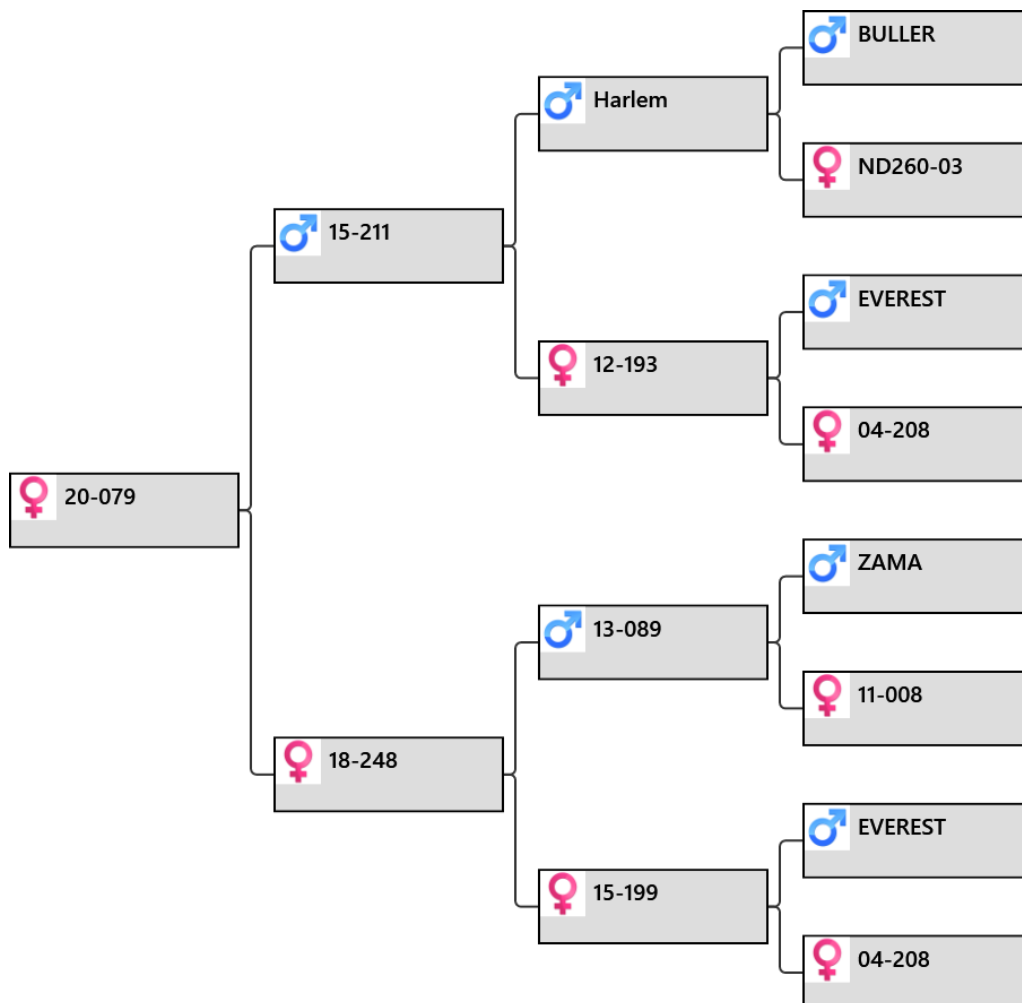 BULLER
Harlem
ND260-03
15-211
EVEREST
12-193
04-208
20-079
ZAMA
13-089
11-008
18-248
EVEREST
15-199
04-208